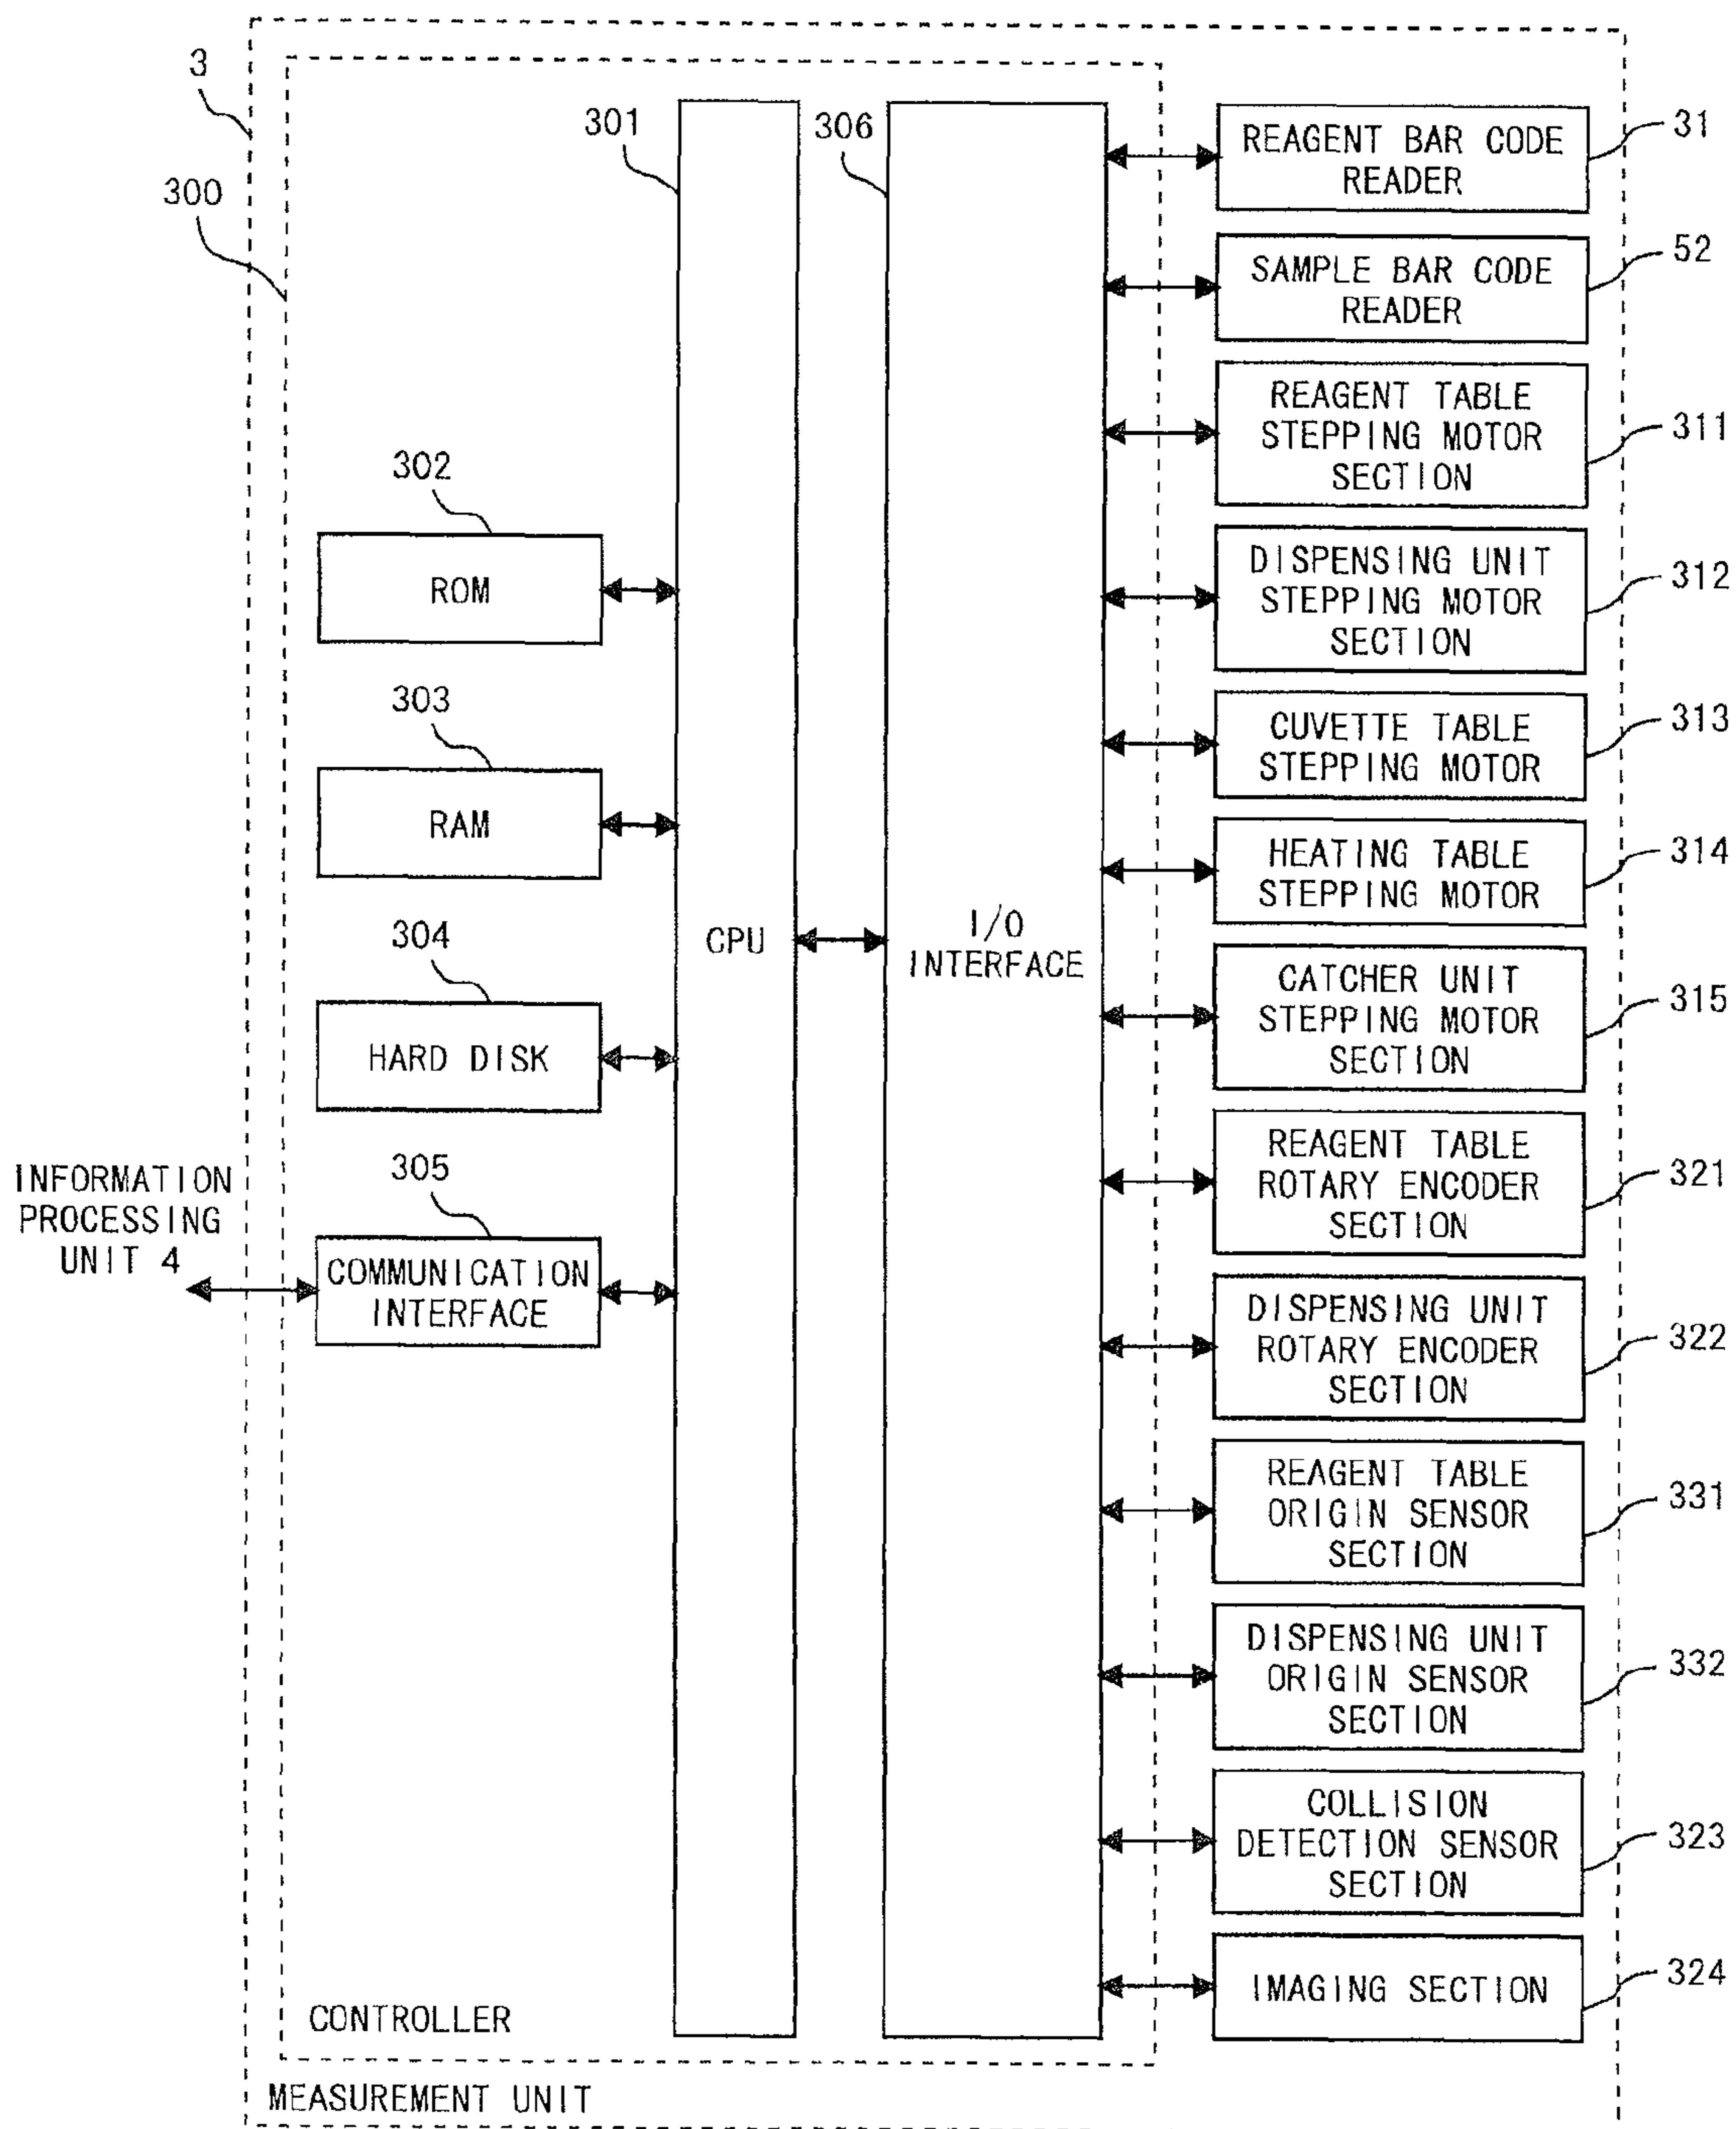 3
300
301
306
302
ROM
303
RAM
304
HARD DISK
305
COMMUNICATION
INTERFACE
INFORMATION
PROCESSING
UNIT 4
CPU
I/O
INTERFACE
REAGENT BAR CODE
READER
31
SAMPLE BAR CODE
READER
52
REAGENT TABLE
STEPPING MOTOR
SECTION
311
DISPENSING UNIT
STEPPING MOTOR
SECTION
312
CUVETTE TABLE
STEPPING MOTOR
313
HEATING TABLE
STEPPING MOTOR
314
CATCHER UNIT
STEPPING MOTOR
SECTION
315
REAGENT TABLE
ROTARY ENCODER
SECTION
321
DISPENSING UNIT
ROTARY ENCODER
SECTION
322
REAGENT TABLE
ORIGIN SENSOR
SECTION
331
DISPENSING UNIT
ORIGIN SENSOR
SECTION
332
COLLISION
DETECTION SENSOR
SECTION
323
IMAGING SECTION
324
CONTROLLER
MEASUREMENT UNIT